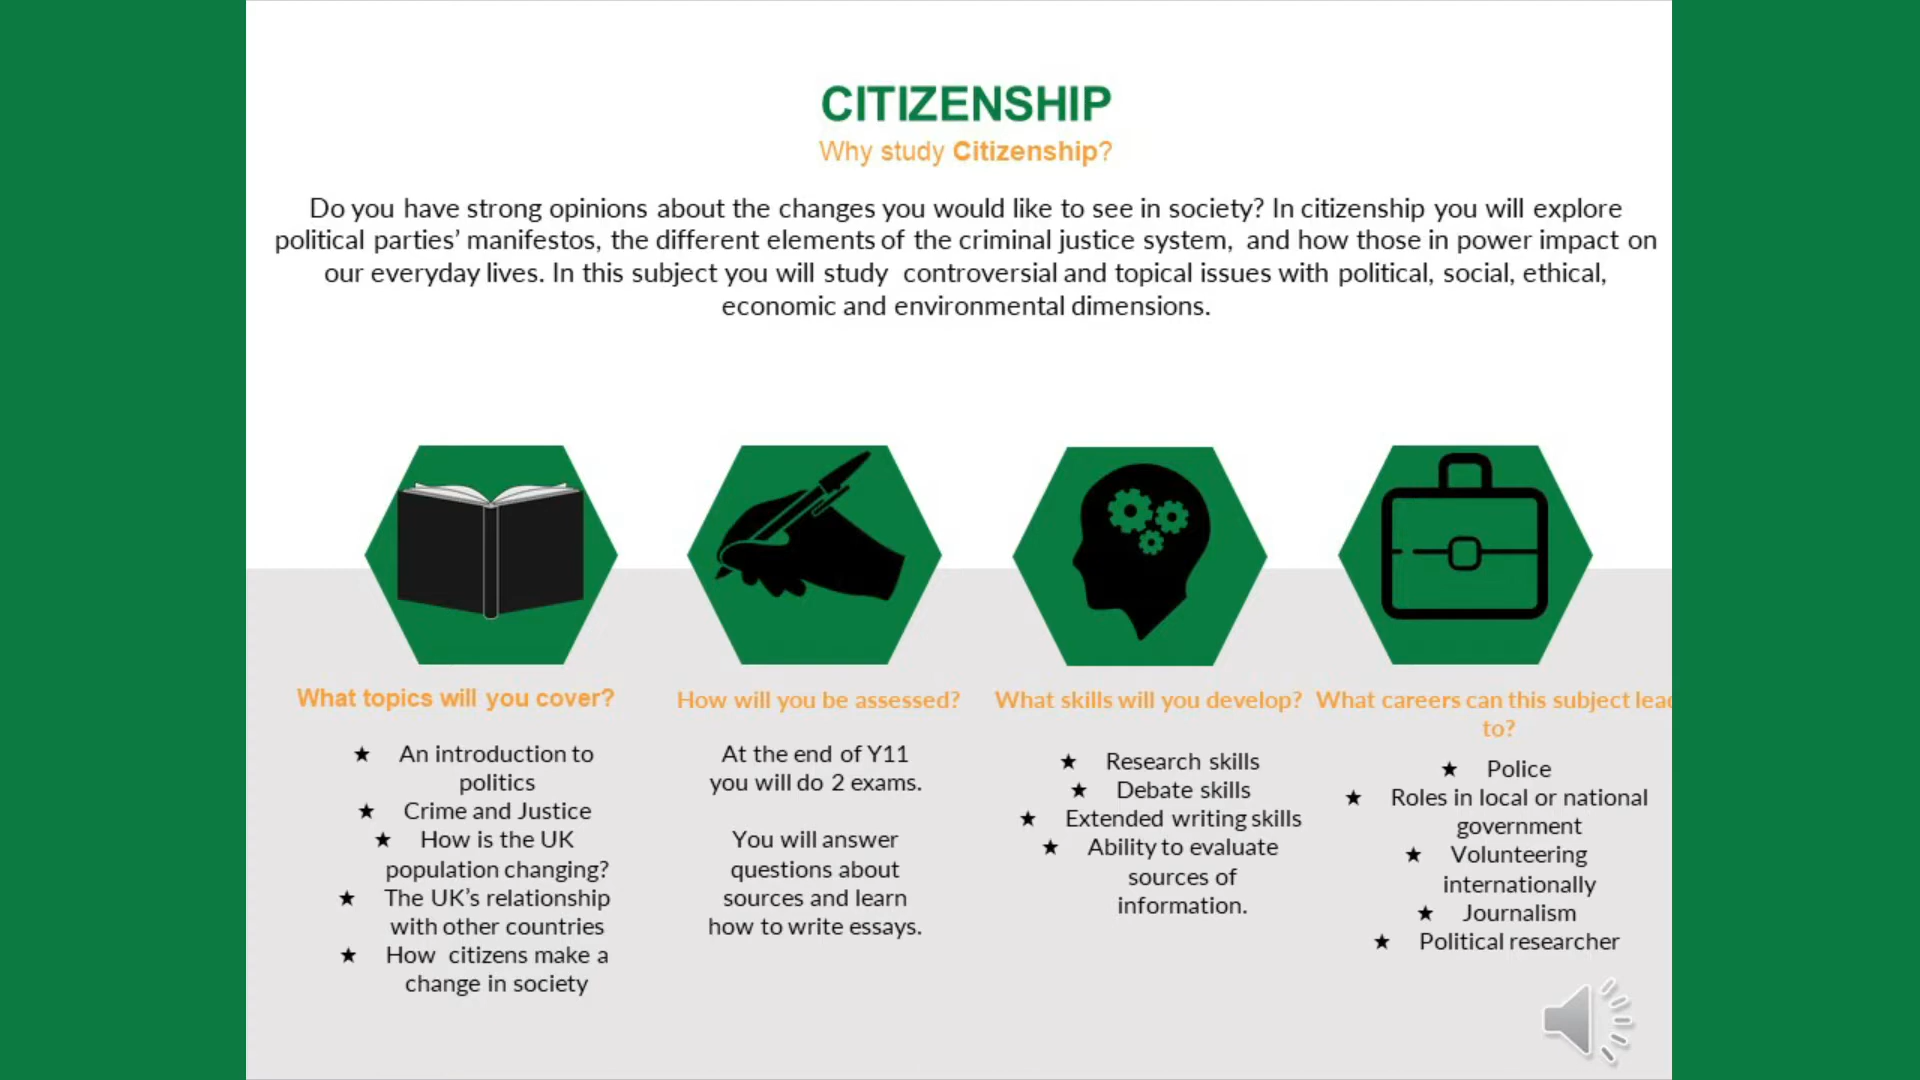 CITIZENSHIP
Why study Citizenship?
Do you have strong opinions about the changes you would like to see in society? In citizenship you will explore
political parties’ manifestos, the different elements of the criminal justice system, and how those in power impact on
our everyday lives. In this subject you will study controversial and topical issues with political, social, ethical,
economic and environmental dimensions.
What topics will you cover?
★ An introduction to
politics
★ Crime and Justice
★ How is the UK
population changing?
★ The UK’s relationship
with other countries
★ How citizens make a
change in society
How will you be assessed?
At the end of Y11
you will do 2 exams.
You will answer
questions about
sources and learn
how to write essays.
What skills will you develop?
★ Research skills
★ Debate skills
★ Extended writing skills
★ Ability to evaluate
sources of
information.
What careers can this subject lead
to?
★ Police
★ Roles in local or national
government
★ Volunteering
internationally
★ Journalism
★ Political researcher